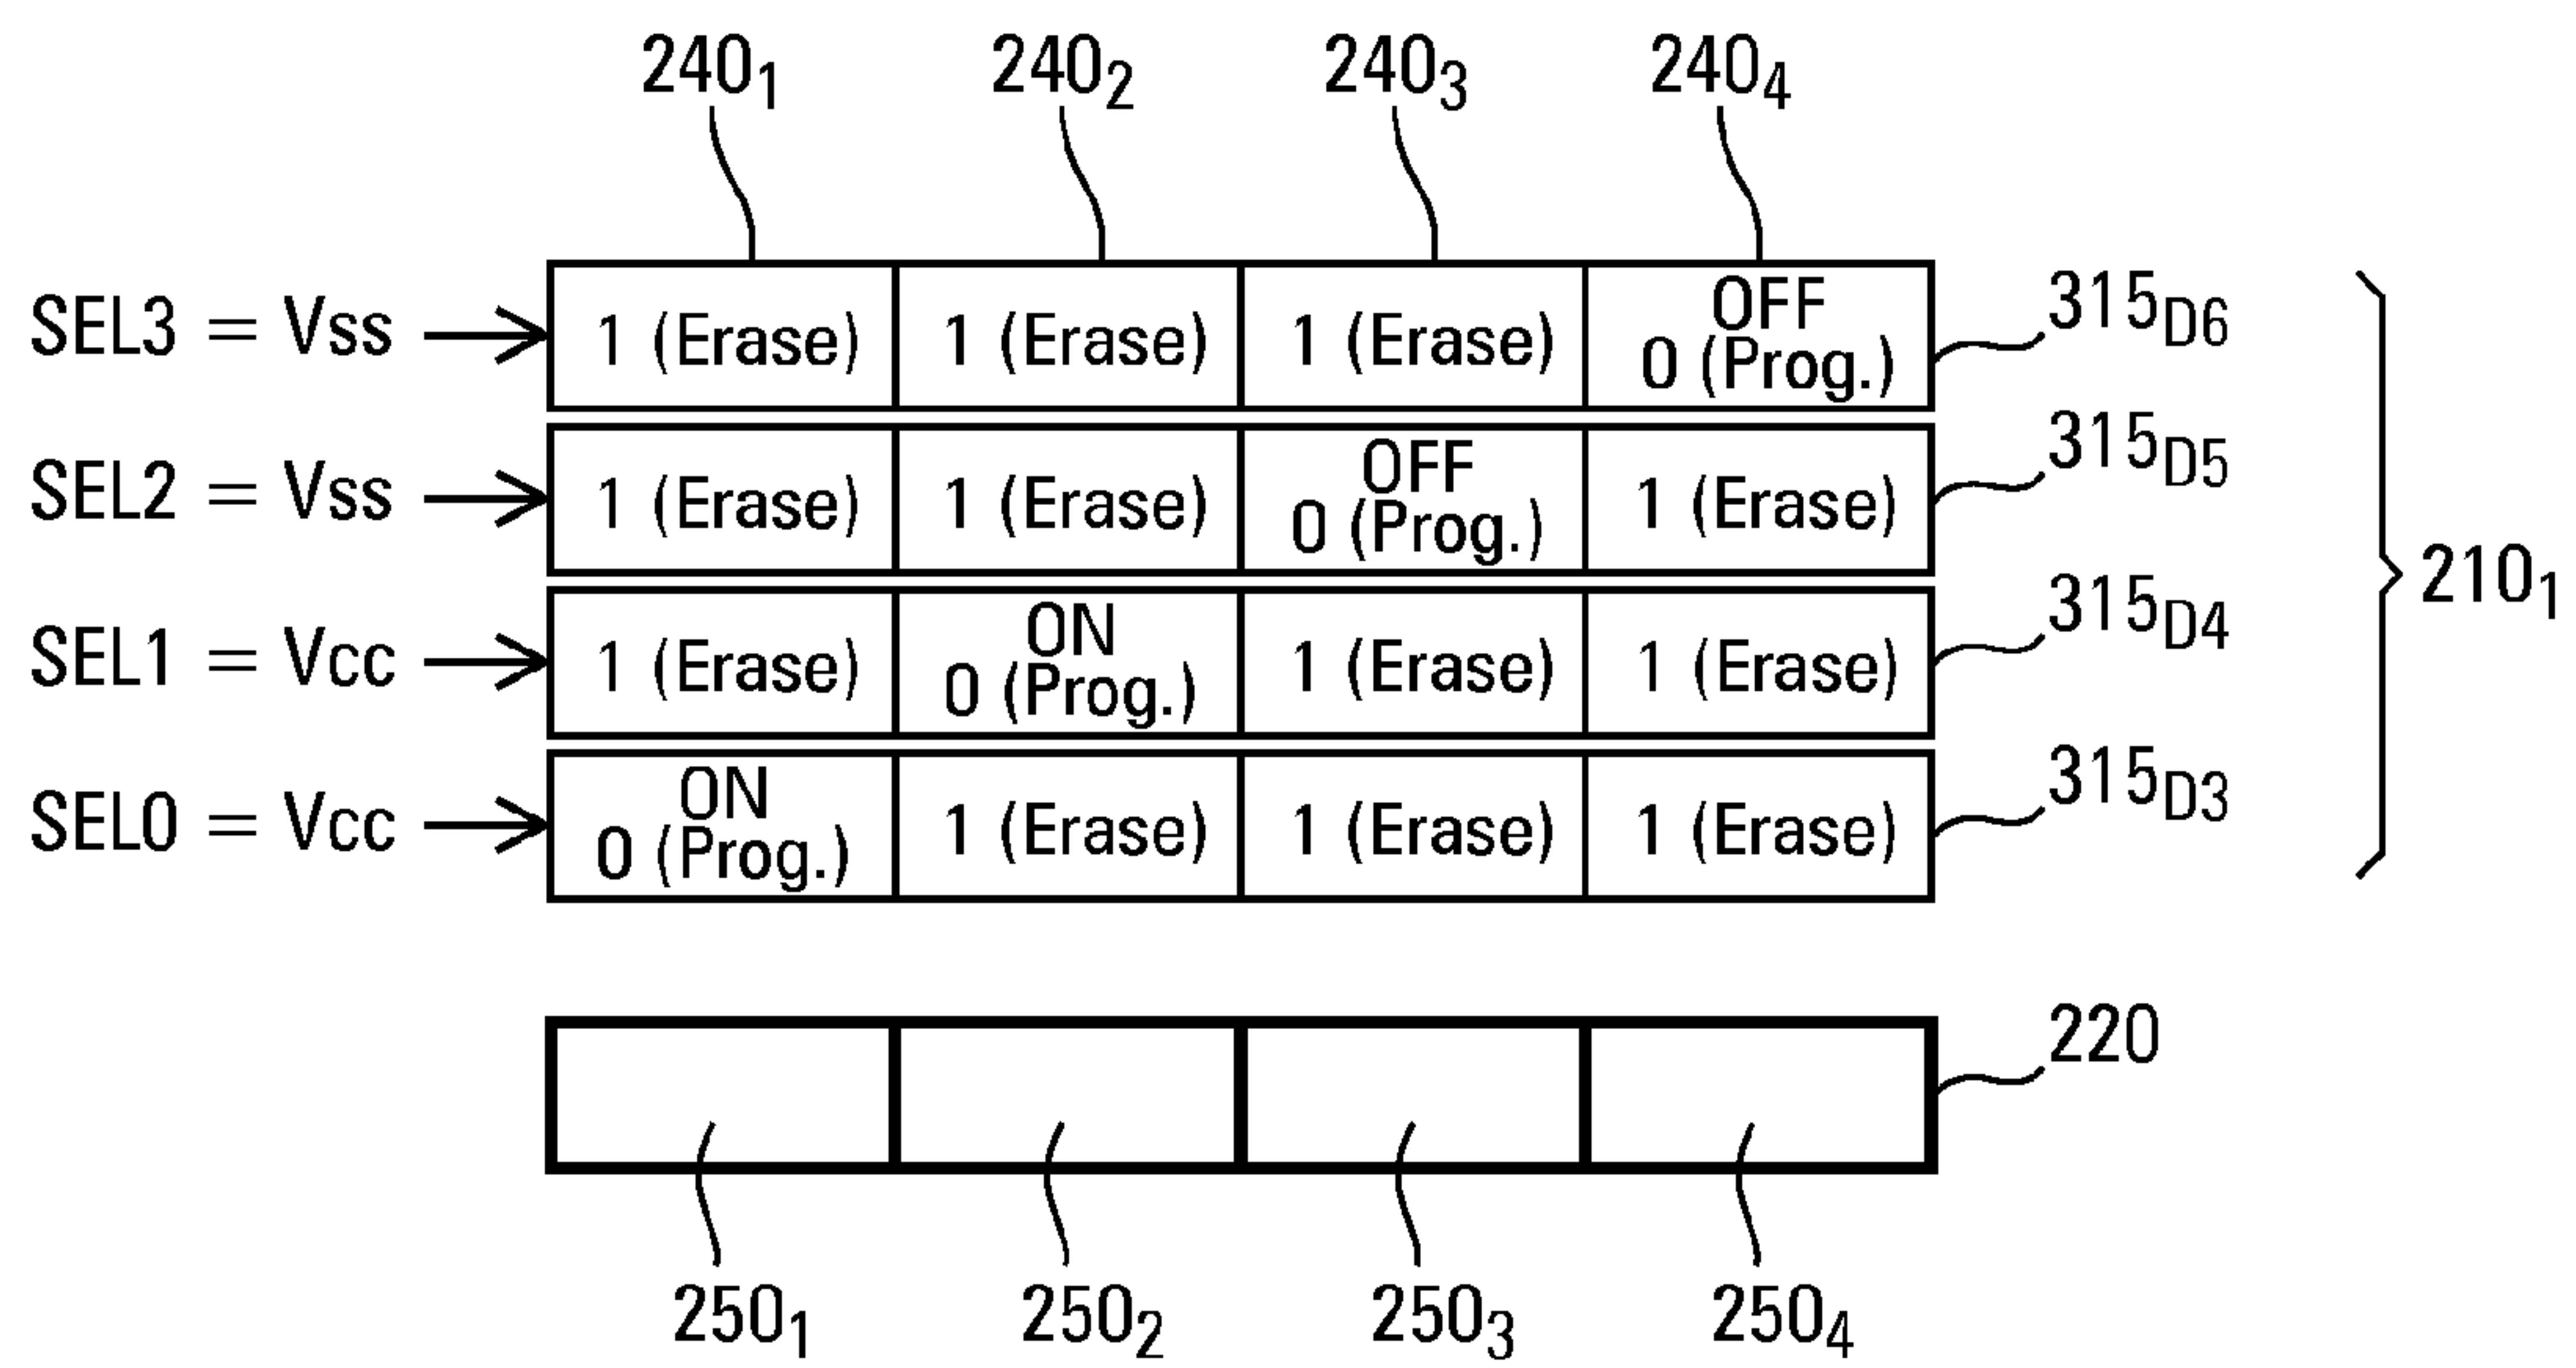 240₁ 240₂ 240₃ 240₄
SEL3 = Vss 1 (Erase) 1 (Erase) 1 (Erase) OFF 315D6
0 (Prog.)
SEL2 = Vss 1 (Erase) 1 (Erase) OFF 1 (Erase) 315D5
0 (Prog.)
210₁
SEL1 = Vcc 1 (Erase) ON 1 (Erase) 1 (Erase) 315D4
0 (Prog.)
SEL0 = Vcc ON 1 (Erase) 1 (Erase) 1 (Erase) 315D3
0 (Prog.)
220
250₁ 250₂ 250₃ 250₄